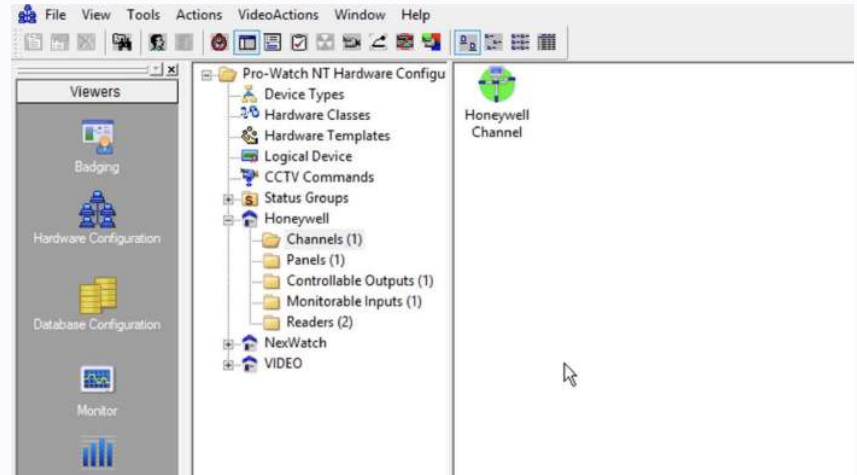 File View Tools Actions VideoActions Window Help
Viewers
Badging
Hardware Configuration
Database Configuration
Monitor
Pro-Watch NT Hardware Configu
Device Types
Hardware Classes
Hardware Templates
Logical Device
CCTV Commands
S Status Groups
Honeywell
Channels (1)
Panels (1)
Controllable Outputs (1)
Monitorable Inputs (1)
Readers (2)
NexWatch
VIDEO
Honeywell
Channel